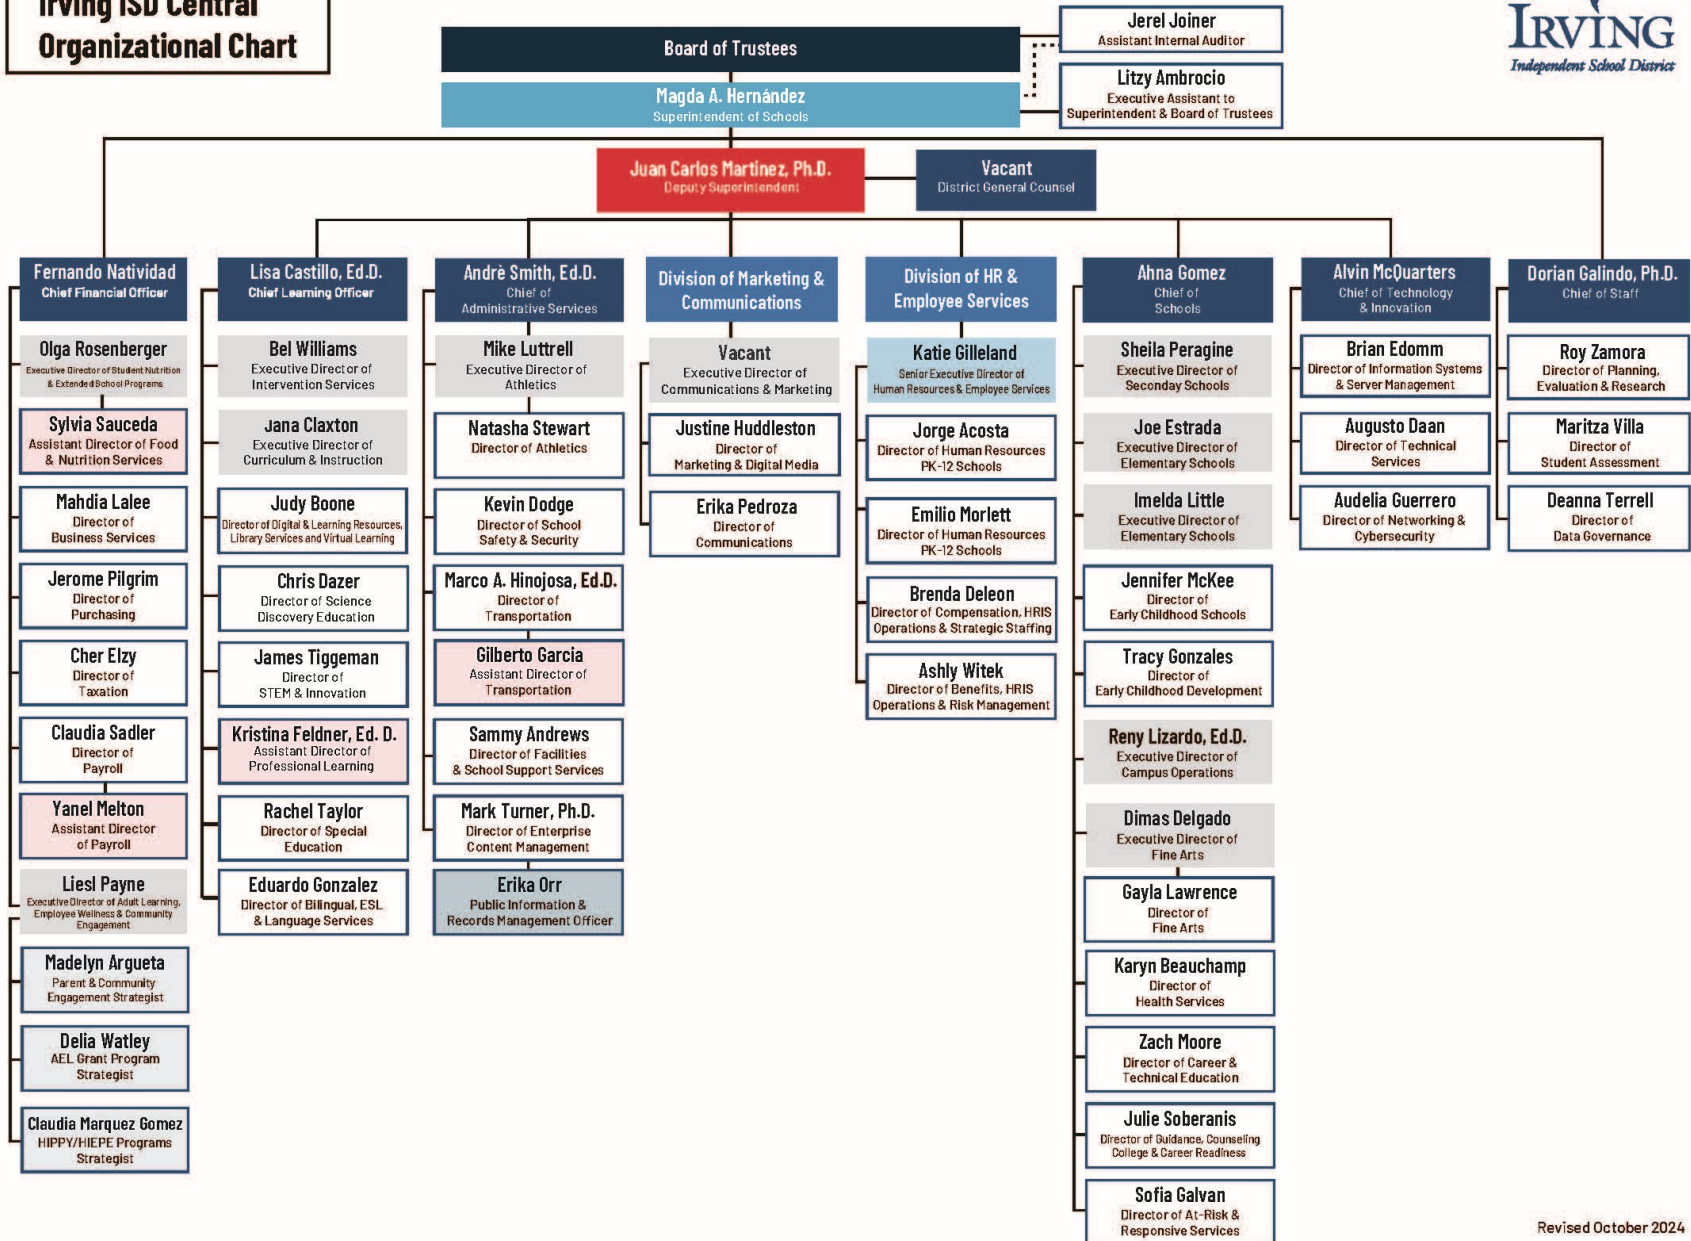 Irving ISD Central
Organizational Chart
Board of Trustees
Magda A. Hernández
Superintendent of Schools
Jerel Joiner
Assistant Internal Auditor
Litzy Ambrocio
Executive Assistant to
Superintendent & Board of Trustees
IRVING
Independent School District
Juan Carlos Martinez, Ph.D.
Deputy Superintendent
Vacant
District General Counsel
Fernando Natividad
Chief Financial Officer
Olga Rosenberger
Executive Director of Student Nutrition
& Extended School Programs
Sylvia Sauceda
Assistant Director of Food
& Nutrition Services
Mahdia Lalee
Director of
Business Services
Jerome Pilgrim
Director of
Purchasing
Cher Elzy
Director of
Taxation
Claudia Sadler
Director of
Payroll
Yanel Melton
Assistant Director
of Payroll
Liesl Payne
Executive Director of Adult Learning,
Employee Wellness & Community
Engagement
Madelyn Argueta
Parent & Community
Engagement Strategist
Delia Watley
AEL Grant Program
Strategist
Claudia Marquez Gomez
HIPPY/HIEPE Programs
Strategist
Lisa Castillo, Ed.D.
Chief Learning Officer
Bel Williams
Executive Director of
Intervention Services
Jana Claxton
Executive Director of
Curriculum & Instruction
Judy Boone
Director of Digital & Learning Resources,
Library Services and Virtual Learning
Chris Dazer
Director of Science
Discovery Education
James Tiggeman
Director of
STEM & Innovation
Kristina Feldner, Ed. D.
Assistant Director of
Professional Learning
Rachel Taylor
Director of Special
Education
Eduardo Gonzalez
Director of Bilingual, ESL
& Language Services
Andrè Smith, Ed.D.
Chief of
Administrative Services
Mike Luttrell
Executive Director of
Athletics
Natasha Stewart
Director of Athletics
Kevin Dodge
Director of School
Safety & Security
Marco A. Hinojosa, Ed.D.
Director of
Transportation
Gilberto Garcia
Assistant Director of
Transportation
Sammy Andrews
Director of Facilities
& School Support Services
Mark Turner, Ph.D.
Director of Enterprise
Content Management
Erika Orr
Public Information &
Records Management Officer
Division of Marketing &
Communications
Vacant
Executive Director of
Communications & Marketing
Justine Huddleston
Director of
Marketing & Digital Media
Erika Pedroza
Director of
Communications
Division of HR &
Employee Services
Katie Gilleland
Senior Executive Director of
Human Resources & Employee Services
Jorge Acosta
Director of Human Resources
PK-12 Schools
Emilio Morlett
Director of Human Resources
PK-12 Schools
Brenda Deleon
Director of Compensation, HRIS
Operations & Strategic Staffing
Ashly Witek
Director of Benefits, HRIS
Operations & Risk Management
Ahna Gomez
Chief of
Schools
Sheila Peragine
Executive Director of
Seconday Schools
Joe Estrada
Executive Director of
Elementary Schools
Imelda Little
Executive Director of
Elementary Schools
Jennifer McKee
Director of
Early Childhood Schools
Tracy Gonzales
Director of
Early Childhood Development
Reny Lizardo, Ed.D.
Executive Director of
Campus Operations
Dimas Delgado
Executive Director of
Fine Arts
Gayla Lawrence
Director of
Fine Arts
Karyn Beauchamp
Director of
Health Services
Zach Moore
Director of Career &
Technical Education
Julie Soberanis
Director of Guidance, Counseling
College & Career Readiness
Sofia Galvan
Director of At-Risk &
Responsive Services
Alvin McQuarters
Chief of Technology
& Innovation
Brian Edomm
Director of Information Systems
& Server Management
Augusto Daan
Director of Technical
Services
Audelia Guerrero
Director of Networking &
Cybersecurity
Dorian Galindo, Ph.D.
Chief of Staff
Roy Zamora
Director of Planning,
Evaluation & Research
Maritza Villa
Director of
Student Assessment
Deanna Terrell
Director of
Data Governance
Revised October 2024